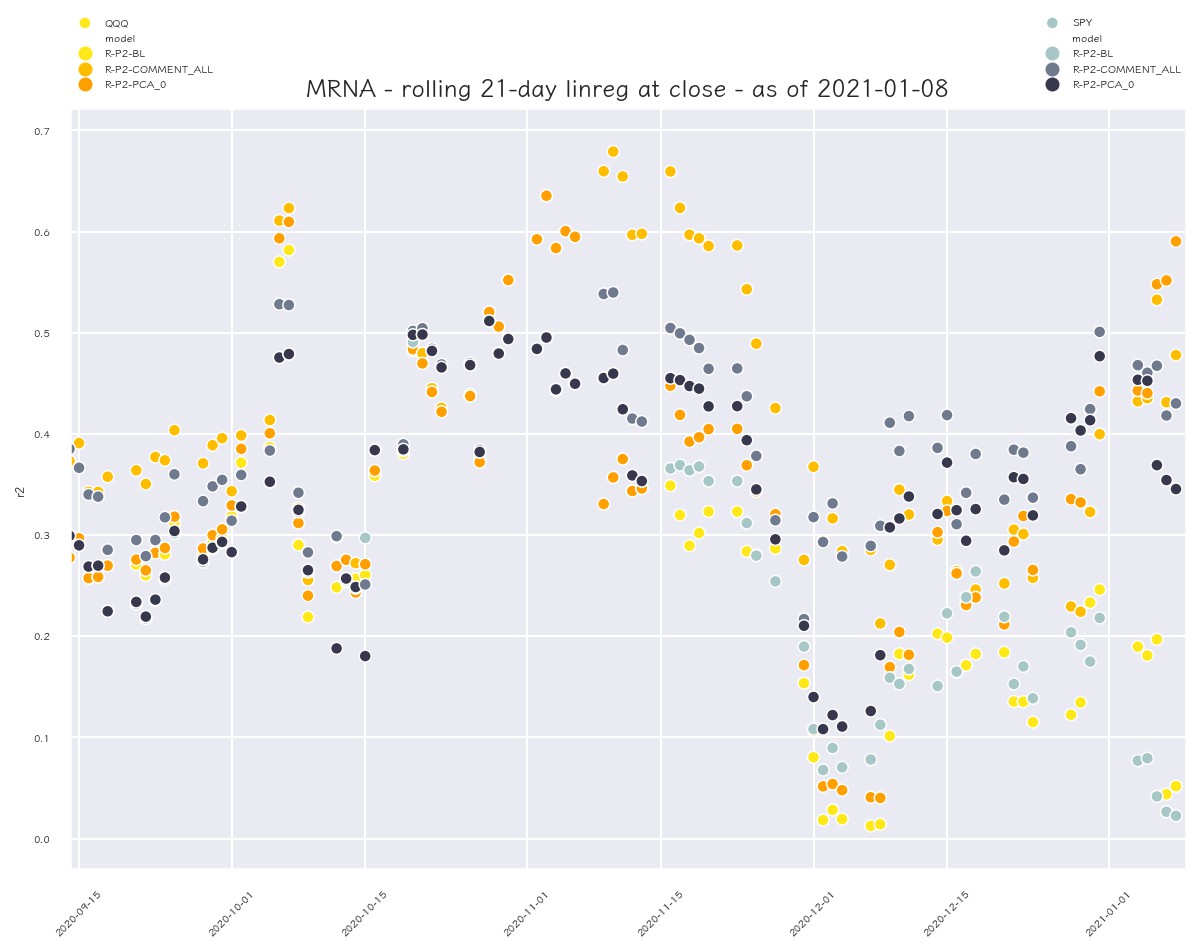 QQQ
model
R-P2-BL
R-P2-COMMENT_ALL
R-P2-PCA_0
SPY
model
R-P2-BL
R-P2-COMMENT_ALL
R-P2-PCA_0
MRNA - rolling 21-day linreg at close - as of 2021-01-08
0.7
0.6
0.5
0.4
0.3
0.2
0.1
0.0
r2
2020-09-15
2020-10-01
2020-10-15
2020-11-01
2020-11-15
2020-12-01
2020-12-15
2021-01-01